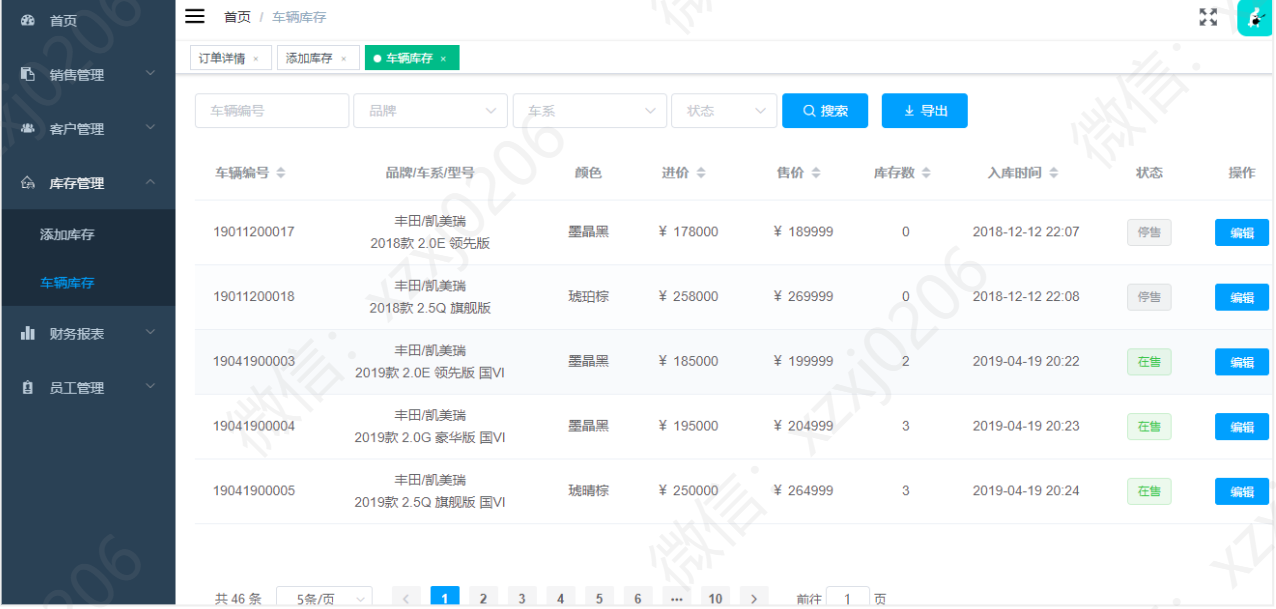 首页
销售管理
客户管理
库存管理
添加库存
车辆库存
财务报表
员工管理
首页 / 车辆库存
订单详情 × 添加库存 × 车辆库存 ×
车辆编号 品牌 车系 状态 搜索 导出
车辆编号 品牌/车系/型号 颜色 进价 售价 库存数 入库时间 状态 操作
丰田/凯美瑞
19011200017 2018款 2.0E 领先版 墨晶黑 ¥ 178000 ¥ 189999 0 2018-12-12 22:07 停售 编辑
丰田/凯美瑞
19011200018 2018款 2.5Q 旗舰版 琥珀棕 ¥ 258000 ¥ 269999 0 2018-12-12 22:08 停售 编辑
丰田/凯美瑞
19041900003 2019款 2.0E 领先版 国VI 墨晶黑 ¥ 185000 ¥ 199999 2 2019-04-19 20:22 在售 编辑
丰田/凯美瑞
19041900004 2019款 2.0G 豪华版 国VI 墨晶黑 ¥ 195000 ¥ 204999 3 2019-04-19 20:23 在售 编辑
丰田/凯美瑞
19041900005 2019款 2.5Q 旗舰版 国VI 琥晴棕 ¥ 250000 ¥ 264999 3 2019-04-19 20:24 在售 编辑
共 46 条 5条/页 < 1 2 3 4 5 6 ... 10 > 前往 1 页
微信：xzxj0206